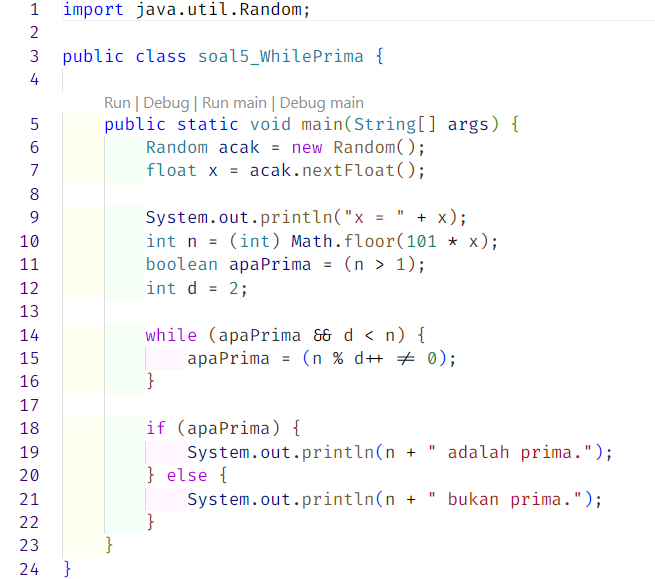 1 import java.util.Random;
2
3 public class soal5_WhilePrima {
4
Run | Debug | Run main | Debug main
5 public static void main(String[] args) {
6 Random acak = new Random();
7 float x = acak.nextFloat();
8
9 System.out.println("x = " + x);
10 int n = (int) Math.floor(101 * x);
11 boolean apaPrima = (n > 1);
12 int d = 2;
13
14 while (apaPrima && d < n) {
15 apaPrima = (n % d++ != 0);
16 }
17
18 if (apaPrima) {
19 System.out.println(n + " adalah prima.");
20 } else {
21 System.out.println(n + " bukan prima.");
22 }
23 }
24 }